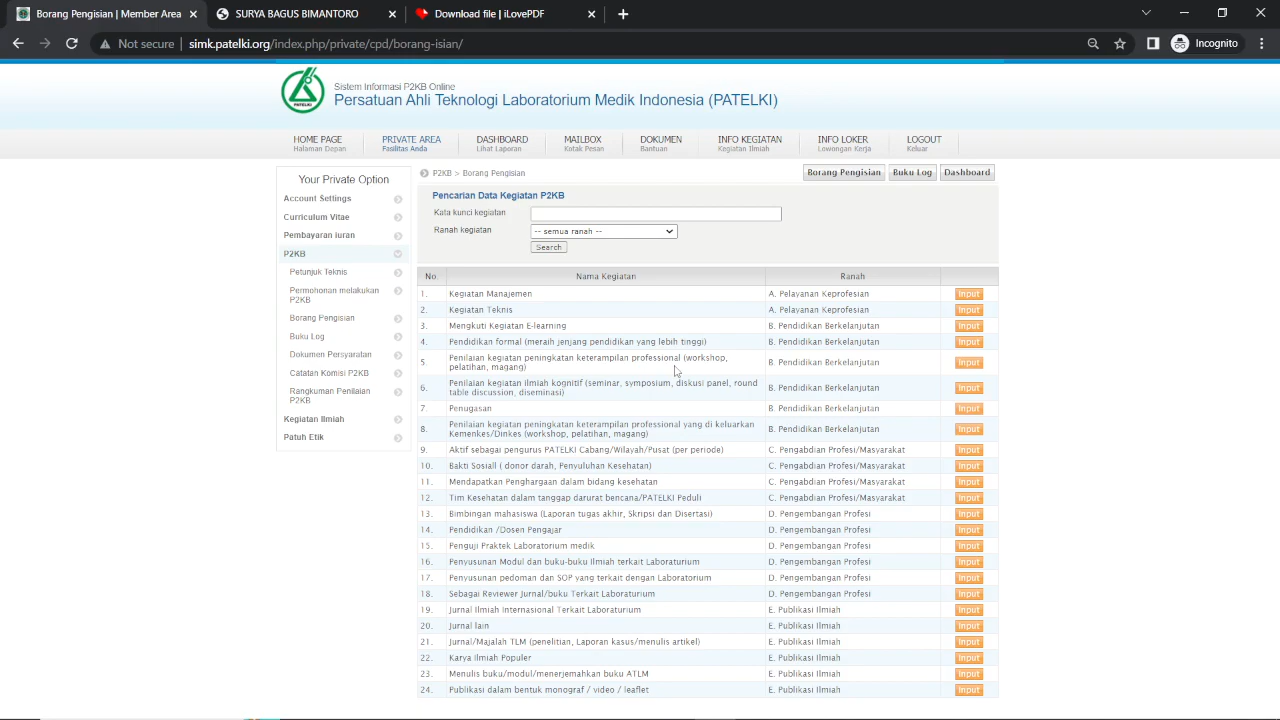 Borang Pengisian | Member Area
SURYA BAGUS BIMANTORO
Download file | iLovePDF
Not secure
simk.patelki.org/index.php/private/cpd/borang-isian/
Incognito
PATELKI
Sistem Informasi P2KB Online
Persatuan Ahli Teknologi Laboratorium Medik Indonesia (PATELKI)
HOME PAGE
Halaman Depan
PRIVATE AREA
Fasilitas Anda
DASHBOARD
Lihat Laporan
MAILBOX
Kotak Pesan
DOKUMEN
Bantuan
INFO KEGIATAN
Kegiatan Ilmiah
INFO LOKER
Lowongan Kerja
LOGOUT
Keluar
Your Private Option
Account Settings
Curriculum Vitae
Pembayaran iuran
P2KB
Petunjuk Teknis
Permohonan melakukan
P2KB
Borang Pengisian
Buku Log
Dokumen Persyaratan
Catatan Komisi P2KB
Rangkuman Penilaian
P2KB
Kegiatan Ilmiah
Patuh Etik
P2KB > Borang Pengisian
Borang Pengisian
Buku Log
Dashboard
Pencarian Data Kegiatan P2KB
Kata kunci kegiatan
Ranah kegiatan
-- semua ranah --
Search
No. Nama Kegiatan Ranah
1. Kegiatan Manajemen A. Pelayanan Keprofesian Input
2. Kegiatan Teknis A. Pelayanan Keprofesian Input
3. Mengkuti Kegiatan E-learning B. Pendidikan Berkelanjutan Input
4. Pendidikan formal (meraih jenjang pendidikan yang lebih tinggi) B. Pendidikan Berkelanjutan Input
5. Penilaian kegiatan peningkatan keterampilan professional (workshop,
pelatihan, magang) B. Pendidikan Berkelanjutan Input
6. Penilaian kegiatan ilmiah kognitif (seminar, symposium, diskusi panel, round
table discussion, diseminasi) B. Pendidikan Berkelanjutan Input
7. Penugasan B. Pendidikan Berkelanjutan Input
8. Penilaian kegiatan peningkatan keterampilan professional yang di keluarkan
Kemenkes/Dinkes (workshop, pelatihan, magang) B. Pendidikan Berkelanjutan Input
9. Aktif sebagai pengurus PATELKI Cabang/Wilayah/Pusat (per periode) C. Pengabdian Profesi/Masyarakat Input
10. Bakti Sosiall ( donor darah, Penyuluhan Kesehatan) C. Pengabdian Profesi/Masyarakat Input
11. Mendapatkan Penghargaan dalam bidang kesehatan C. Pengabdian Profesi/Masyarakat Input
12. Tim Kesehatan dalam tanggap darurat bencana/PATELKI Peduli C. Pengabdian Profesi/Masyarakat Input
13. Bimbingan mahasiswa (Laporan tugas akhir, Skripsi dan Disertasi) D. Pengembangan Profesi Input
14. Pendidikan /Dosen Pengajar D. Pengembangan Profesi Input
15. Penguji Praktek Laboratorium medik D. Pengembangan Profesi Input
16. Penyusunan Modul dan buku-buku Ilmiah terkait Laboraturium D. Pengembangan Profesi Input
17. Penyusunan pedoman dan SOP yang terkait dengan Laboratorium D. Pengembangan Profesi Input
18. Sebagai Reviewer Jurnal/buku Terkait Laboraturium D. Pengembangan Profesi Input
19. Jurnal Ilmiah Internasional Terkait Laboraturium E. Publikasi Ilmiah Input
20. Jurnal lain E. Publikasi Ilmiah Input
21. Jurnal/Majalah TLM (penelitian, Laporan kasus/menulis artikel) E. Publikasi Ilmiah Input
22. Karya Ilmiah Populer E. Publikasi Ilmiah Input
23. Menulis buku/modul/menerjemahkan buku ATLM E. Publikasi Ilmiah Input
24. Publikasi dalam bentuk monograf / video / leaflet E. Publikasi Ilmiah Input